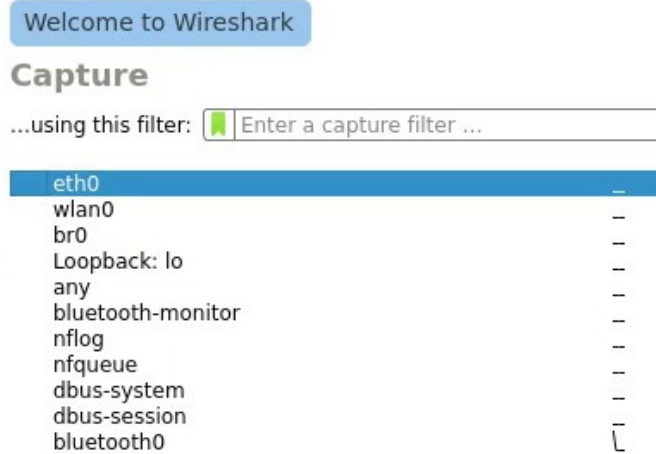 Welcome to Wireshark
Capture
...using this filter: Enter a capture filter ...
eth0
wlan0
br0
Loopback: lo
any
bluetooth-monitor
nflog
nfqueue
dbus-system
dbus-session
bluetooth0